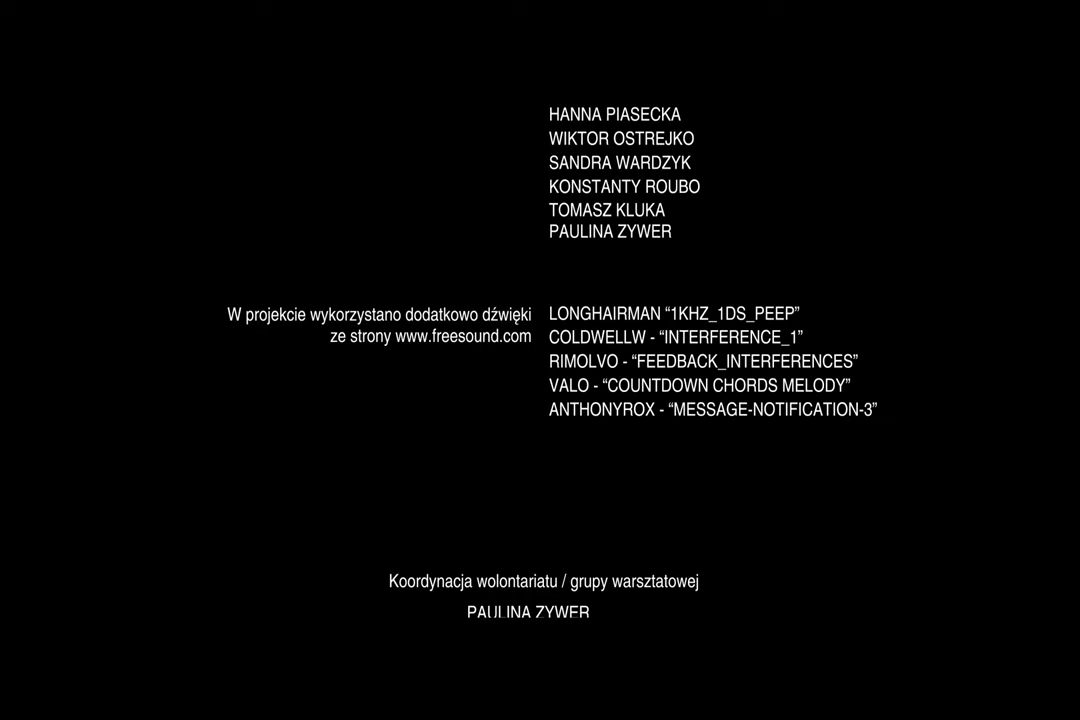 HANNA PIASECKA
WIKTOR OSTREJKO
SANDRA WARDZYK
KONSTANTY ROUBO
TOMASZ KLUKA
PAULINA ZYWER
W projekcie wykorzystano dodatkowo dźwięki
ze strony www.freesound.com
LONGHAIRMAN “1KHZ_1DS_PEEP”
COLDWELLW - “INTERFERENCE_1”
RIMOLVO - “FEEDBACK_INTERFERENCES”
VALO - “COUNTDOWN CHORDS MELODY”
ANTHONYROX - “MESSAGE-NOTIFICATION-3”
Koordynacja wolontariatu / grupy warsztatowej
PAULINA ZYWER